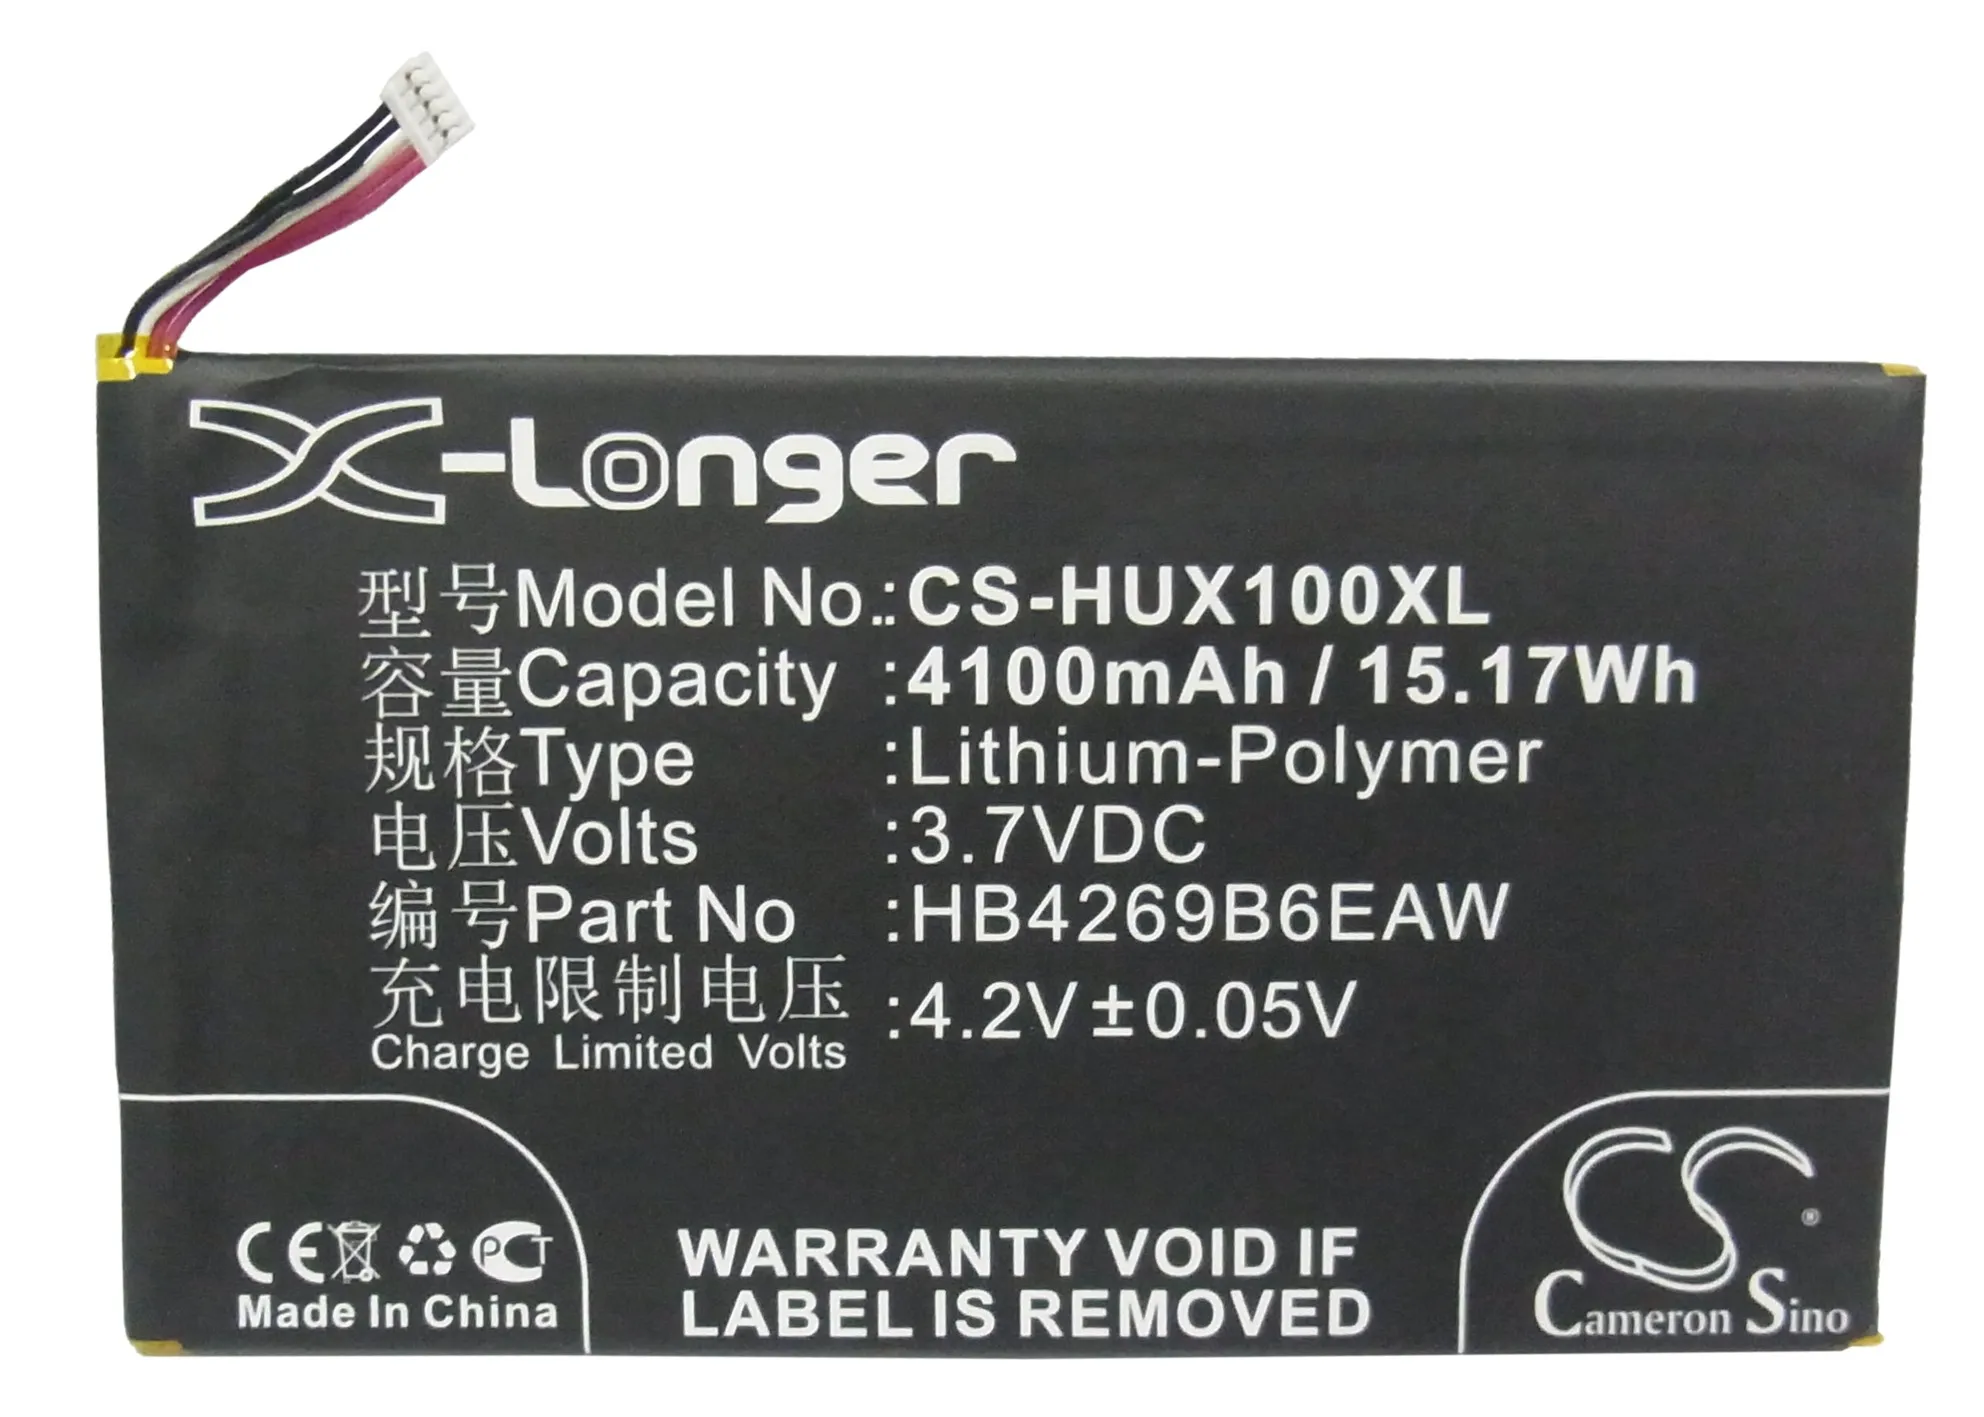 X-Longer
型号Model No.:CS-HUX100XL
容量Capacity :4100mAh / 15.17Wh
规格Type :Lithium-Polymer
电压Volts :3.7VDC
编号Part No :HB4269B6EAW
充电限制电压 :4.2V±0.05V
Charge Limited Volts
CE PCT
Made In China
WARRANTY VOID IF
LABEL IS REMOVED
CS ®
Cameron Sino